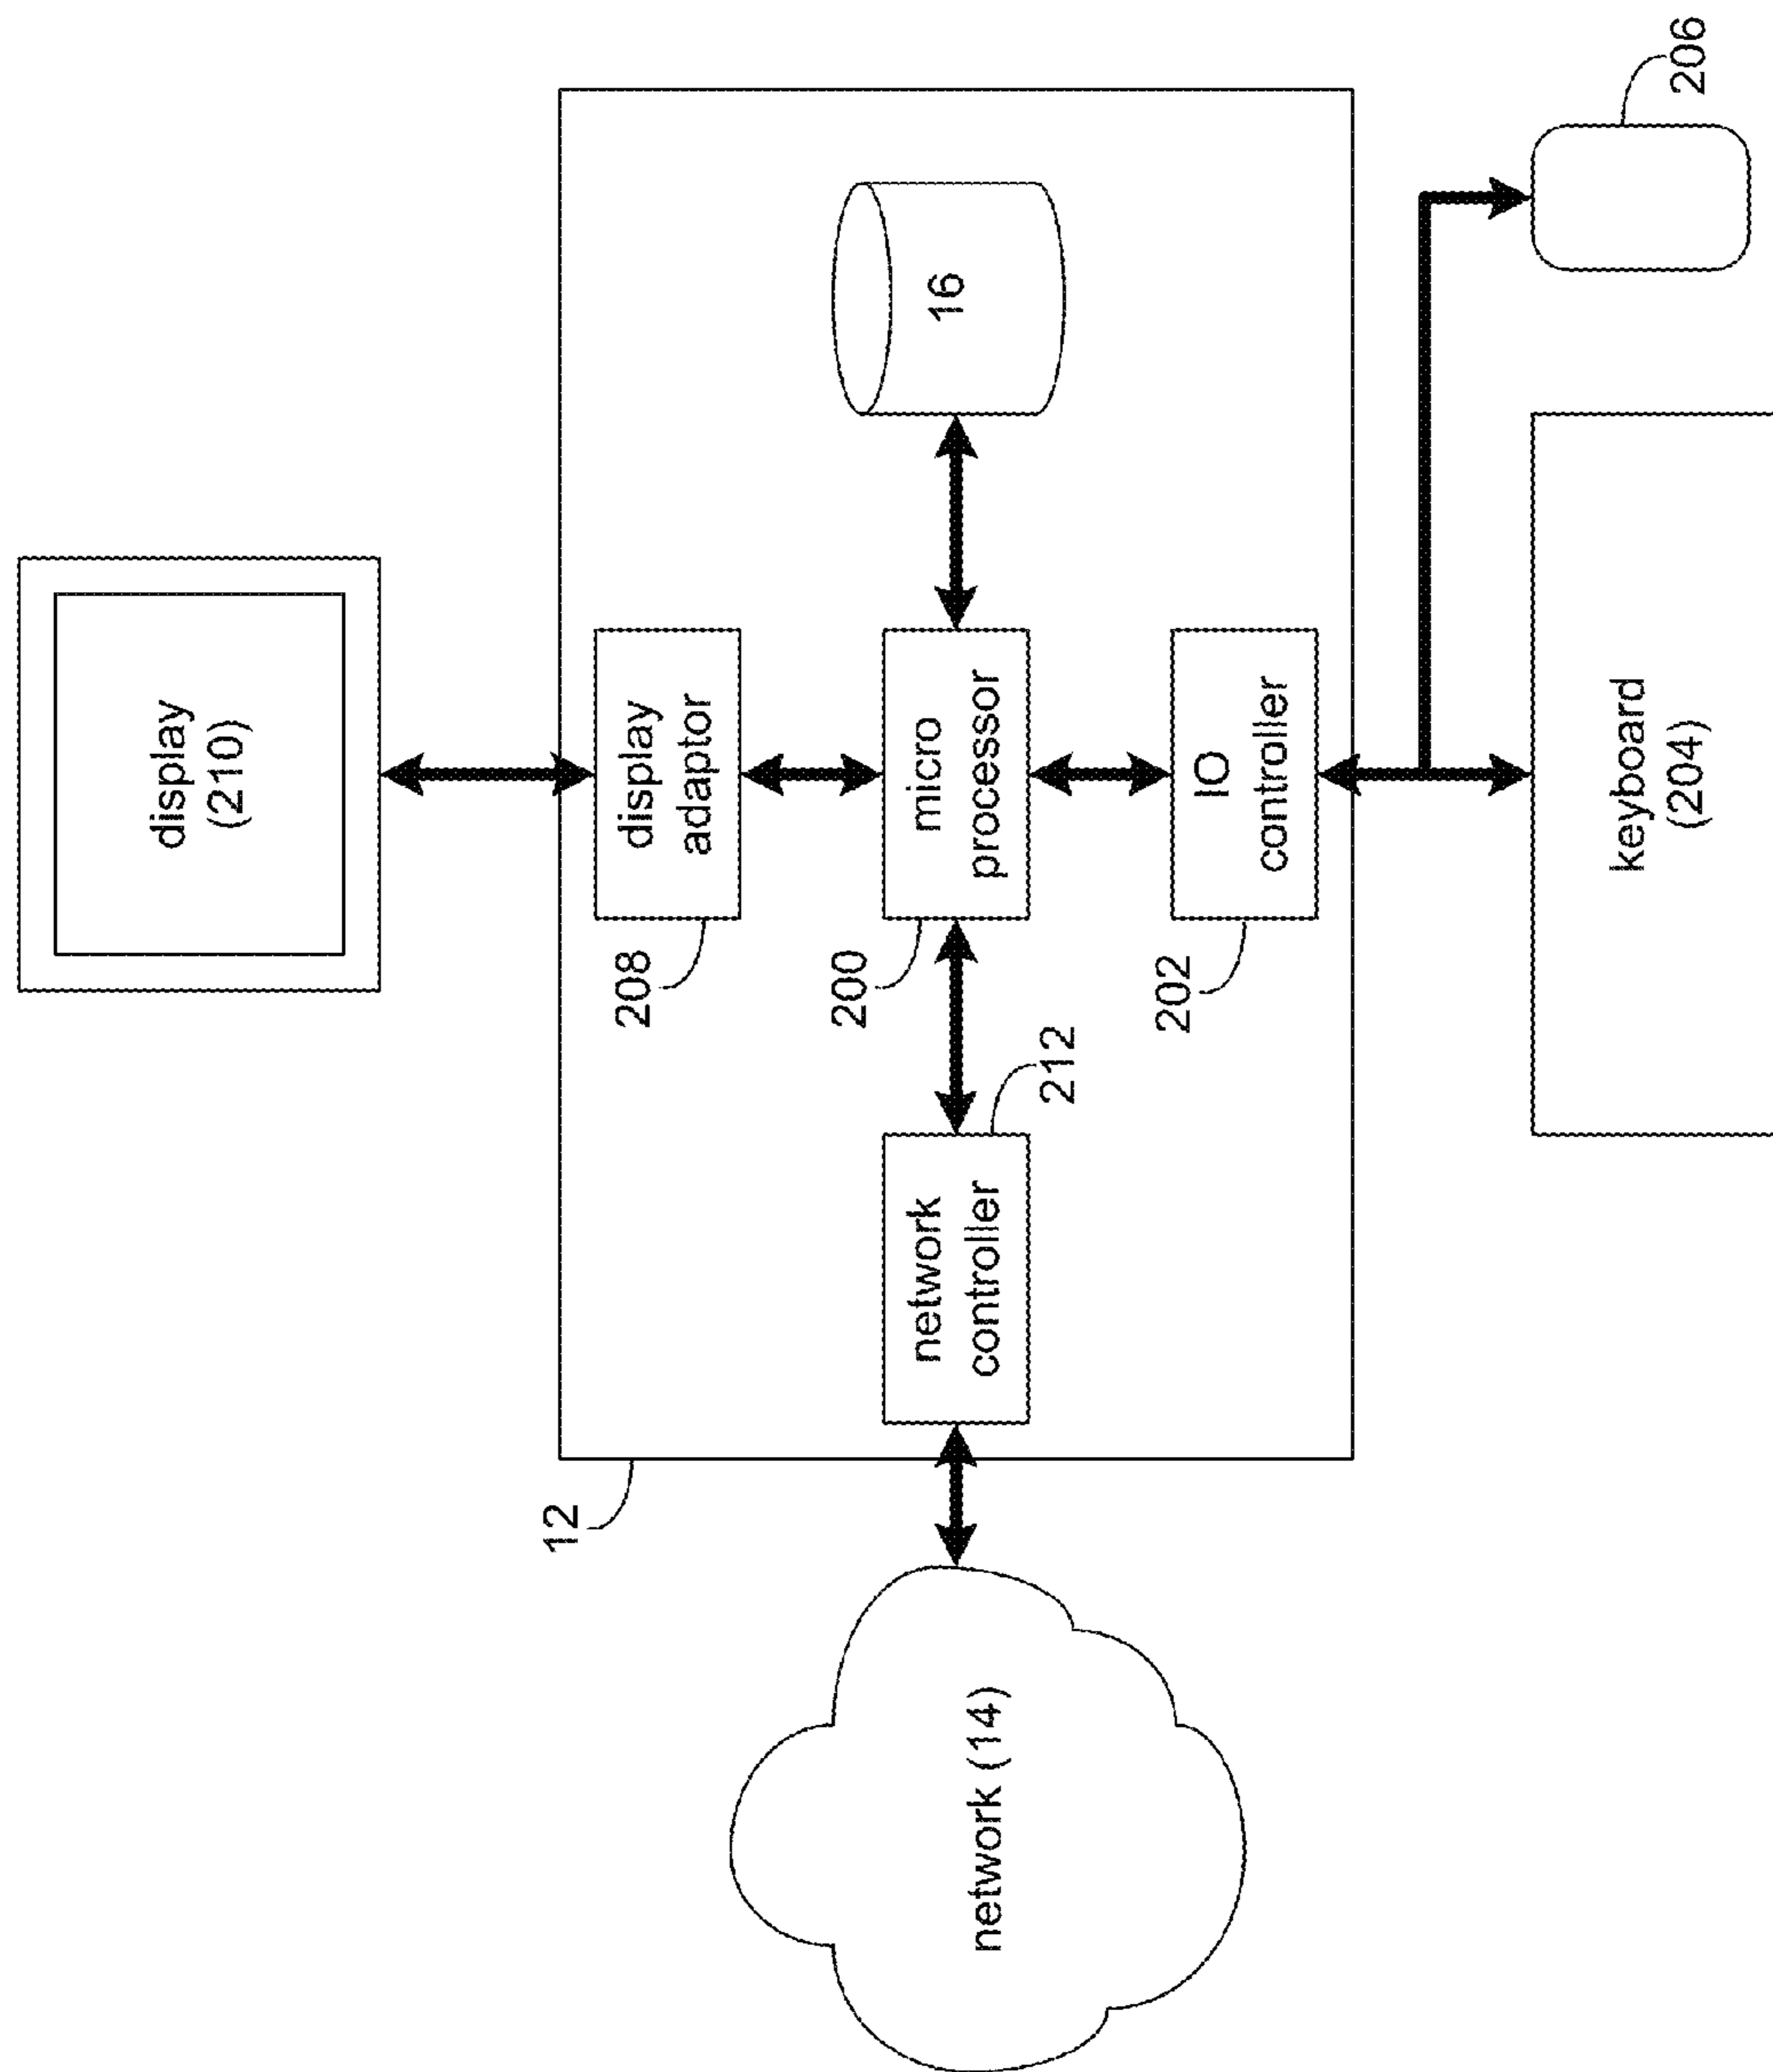 display
(210)
display
adaptor
208
micro
processor
200
16
network
controller
212
IO
controller
202
12
network (14)
keyboard
(204)
206